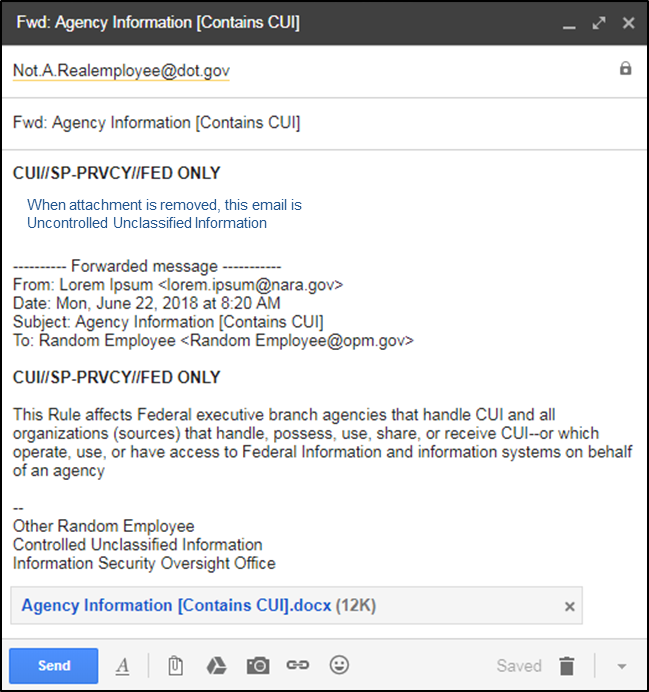 Fwd: Agency Information [Contains CUI]
Not.A.Realemployee@dot.gov
Fwd: Agency Information [Contains CUI]
CUI//SP-PRVCY//FED ONLY
When attachment is removed, this email is
Uncontrolled Unclassified Information
---------- Forwarded message -----------
From: Lorem Ipsum <lorem.ipsum@nara.gov>
Date: Mon, June 22, 2018 at 8:20 AM
Subject: Agency Information [Contains CUI]
To: Random Employee <Random Employee@opm.gov>
CUI//SP-PRVCY//FED ONLY
This Rule affects Federal executive branch agencies that handle CUI and all
organizations (sources) that handle, possess, use, share, or receive CUI--or which
operate, use, or have access to Federal Information and information systems on behalf
of an agency
--
Other Random Employee
Controlled Unclassified Information
Information Security Oversight Office
Agency Information [Contains CUI].docx (12K)
Send A Saved